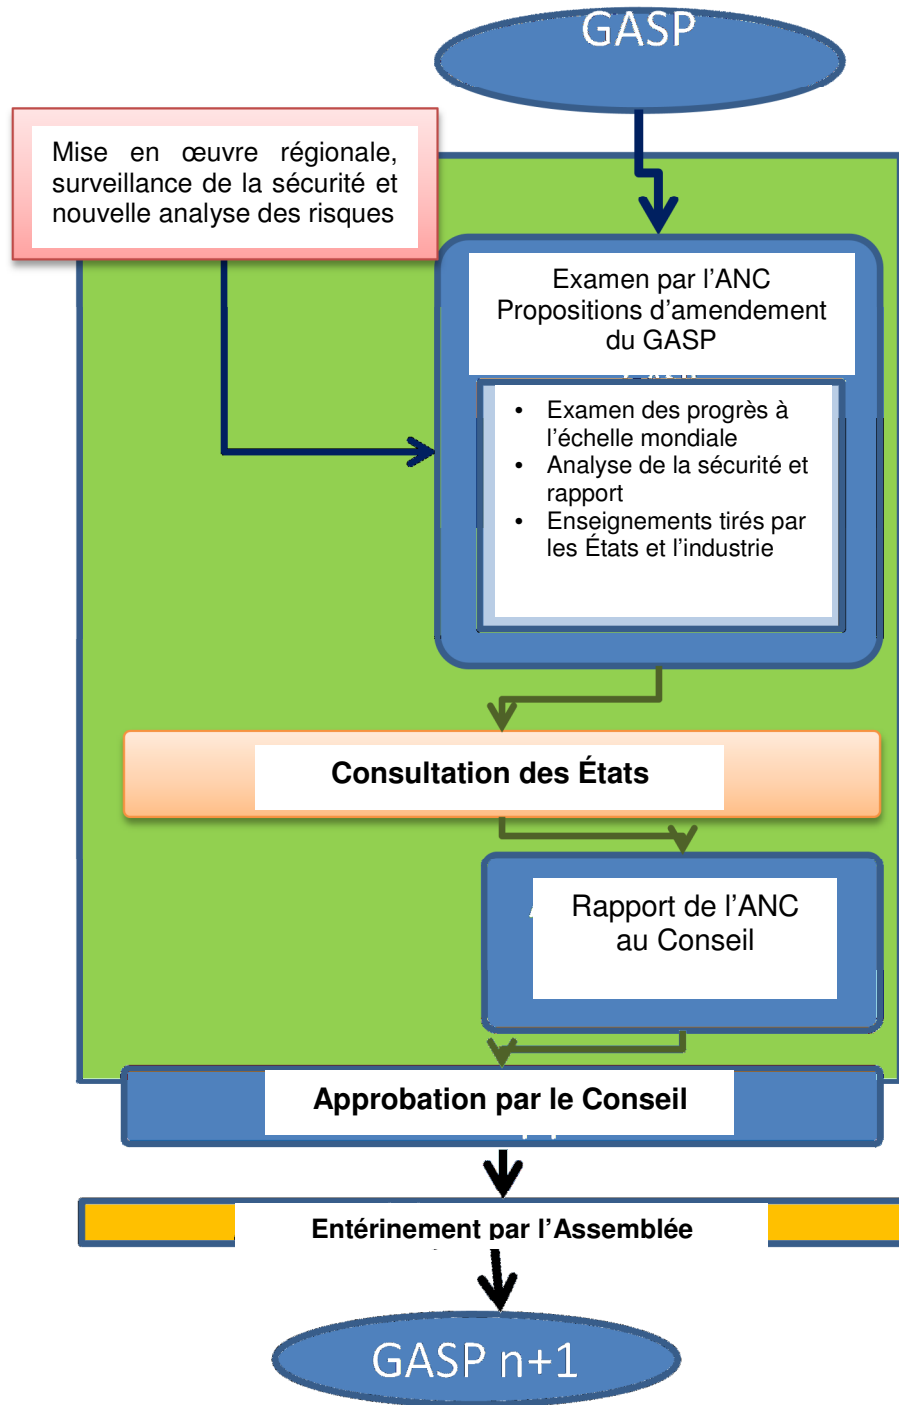 GASP
Mise en œuvre régionale,
surveillance de la sécurité et
nouvelle analyse des risques
Examen par l’ANC
Propositions d’amendement
du GASP
• Examen des progrès à
l’échelle mondiale
• Analyse de la sécurité et
rapport
• Enseignements tirés par
les États et l’industrie
Consultation des États
Rapport de l’ANC
au Conseil
Approbation par le Conseil
Entérinement par l’Assemblée
GASP n+1